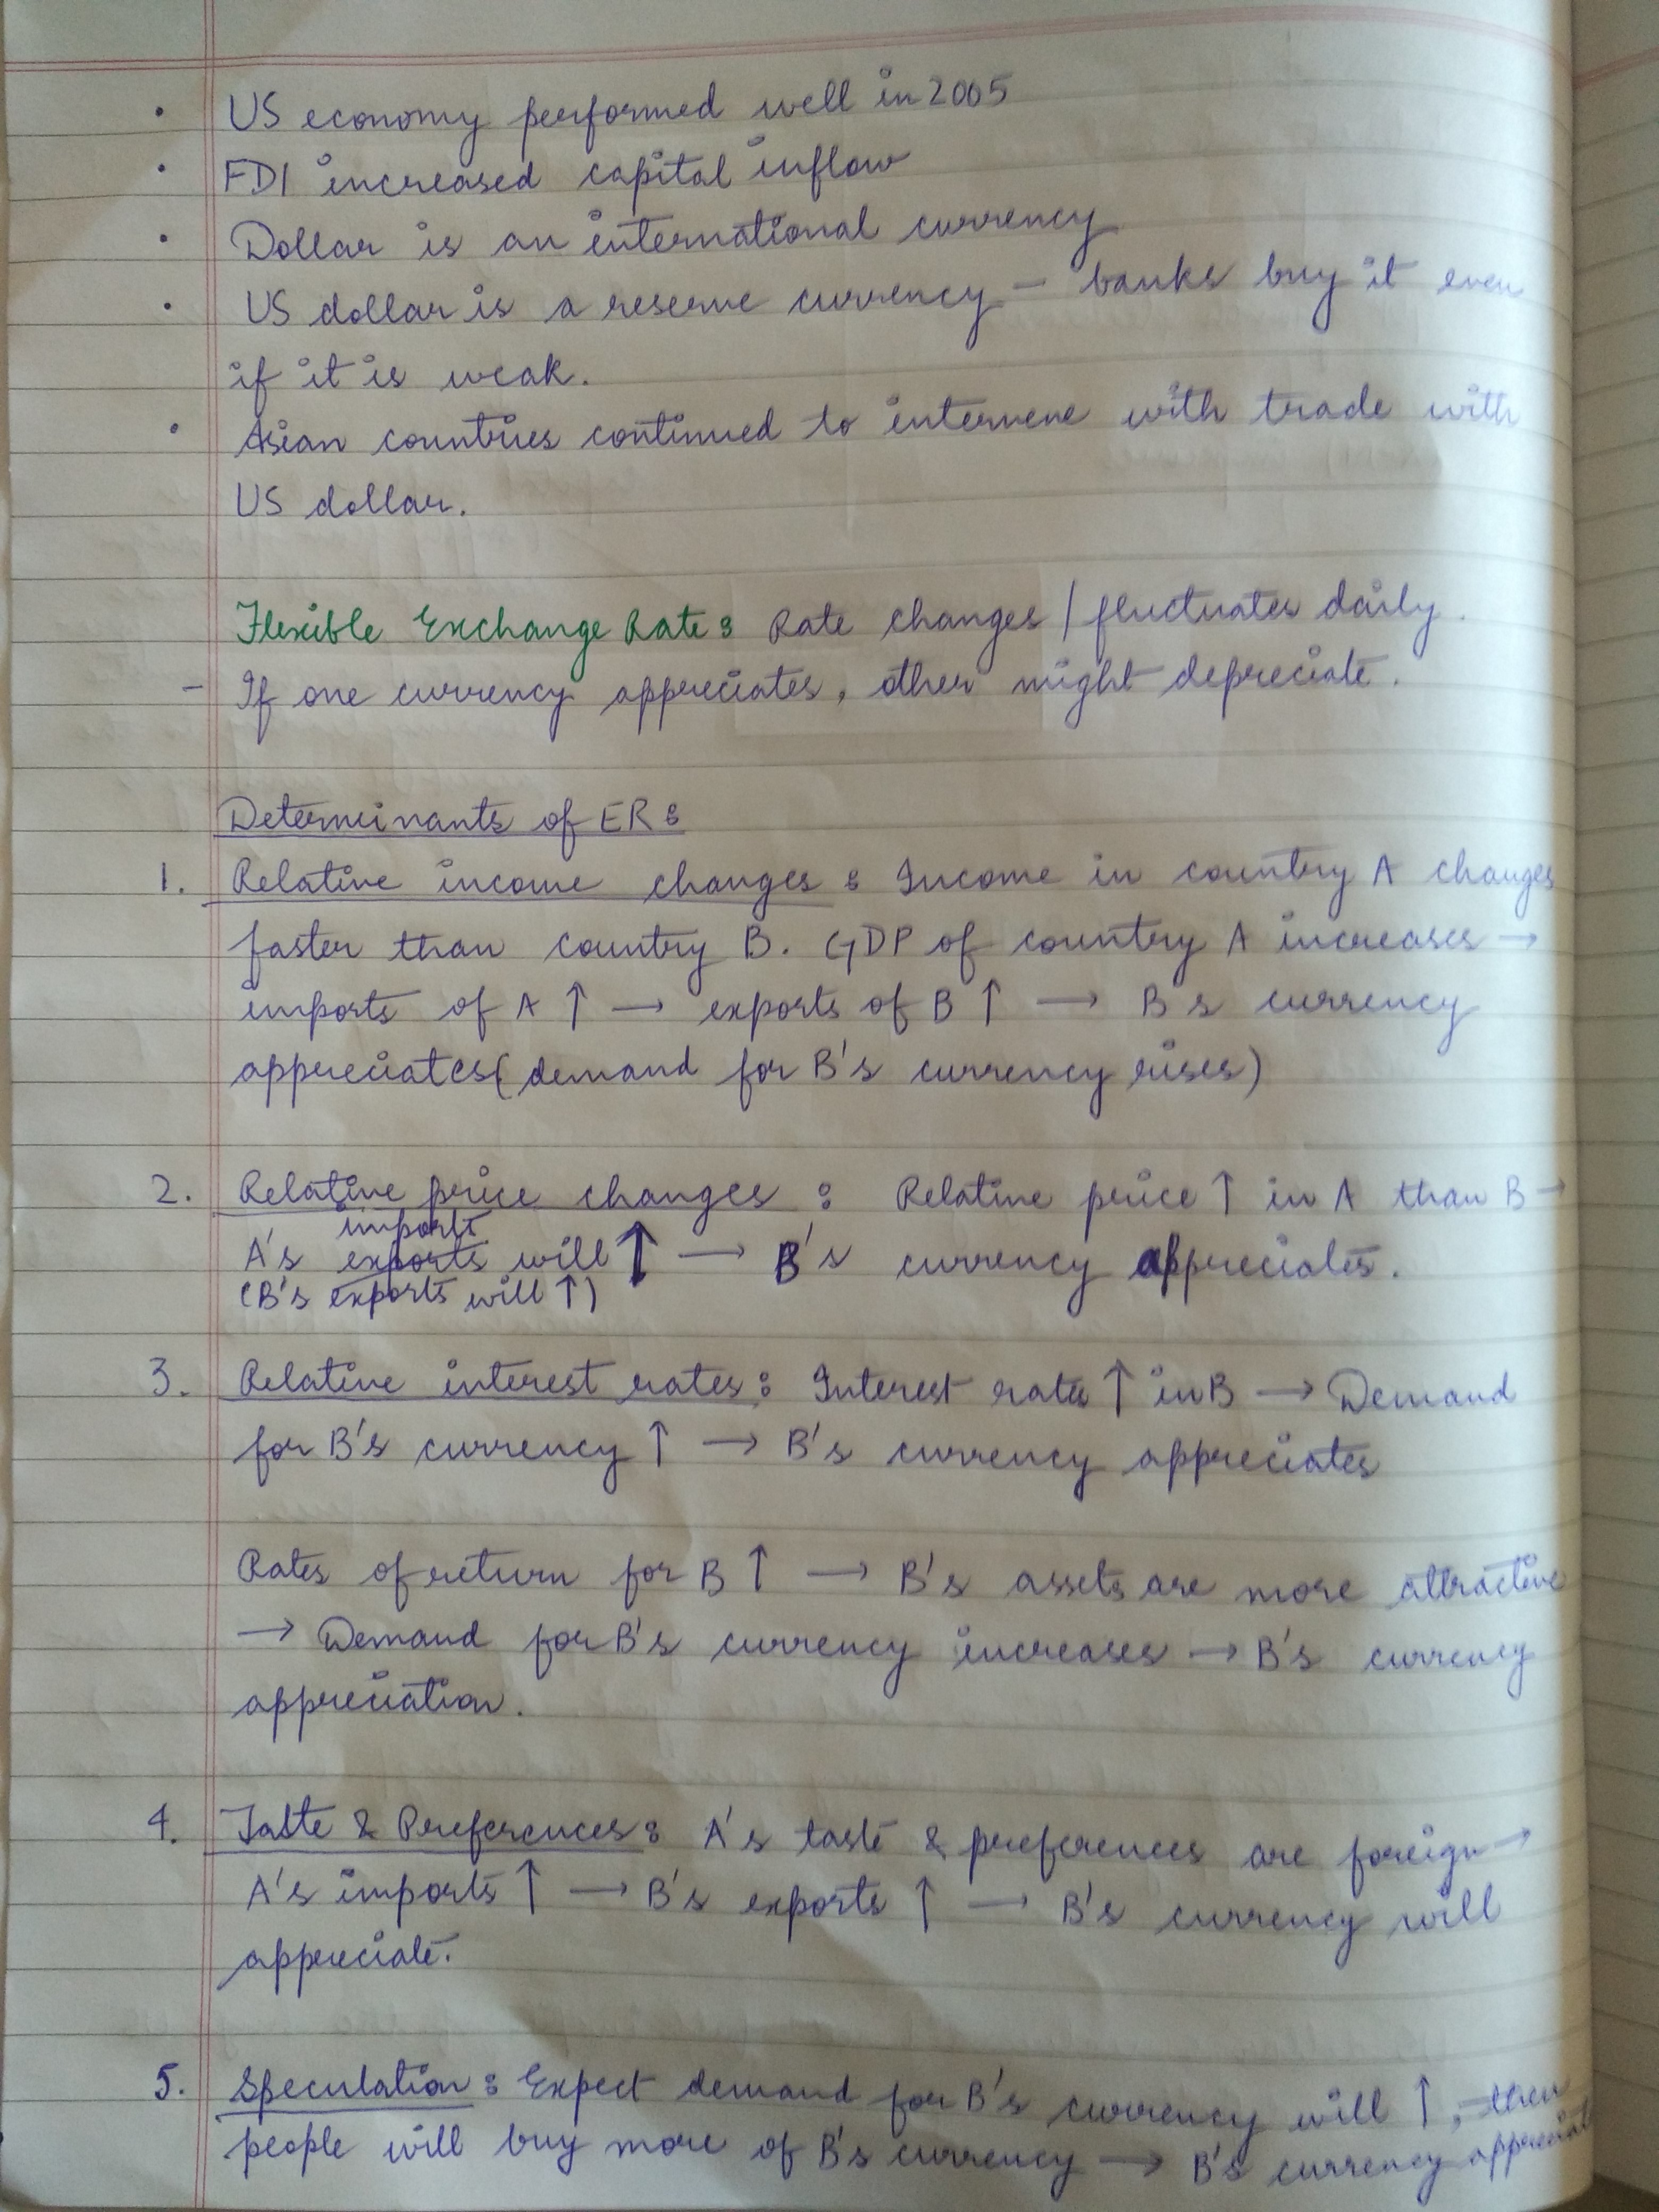 • US economy performed well in 2005
• FDI increased capital inflow
• Dollar is an international currency
• US dollar is a reserve currency - banks buy it even
if it is weak.
• Asian countries continued to intervene with trade with
US dollar.
Flexible Exchange Rate : Rate changes / fluctuates daily.
- If one currency appreciates, other might depreciate.
Determinants of ER :
1. Relative income changes : Income in country A changes
faster than country B. GDP of country A increases →
imports of A ↑ → exports of B ↑ → B s currency
appreciates (demand for B's currency rises)
2. Relative price changes : Relative price ↑ in A than B →
imports
A's exports will ↑ → B's currency appreciates.
(B's exports will ↑)
3. Relative interest rates : Interest rates ↑ in B → Demand
for B's currency ↑ → B's currency appreciates
Rates of return for B ↑ → B's assets are more attractive
→ Demand for B's currency increases → B's currency
appreciation.
4. Taste & Preferences : A's taste & preferences are foreign →
A's imports ↑ → B's exports ↑ → B's currency will
appreciate.
5. Speculation : Expect demand for B's currency will ↑, then
people will buy more of B's currency → B's currency appreciat